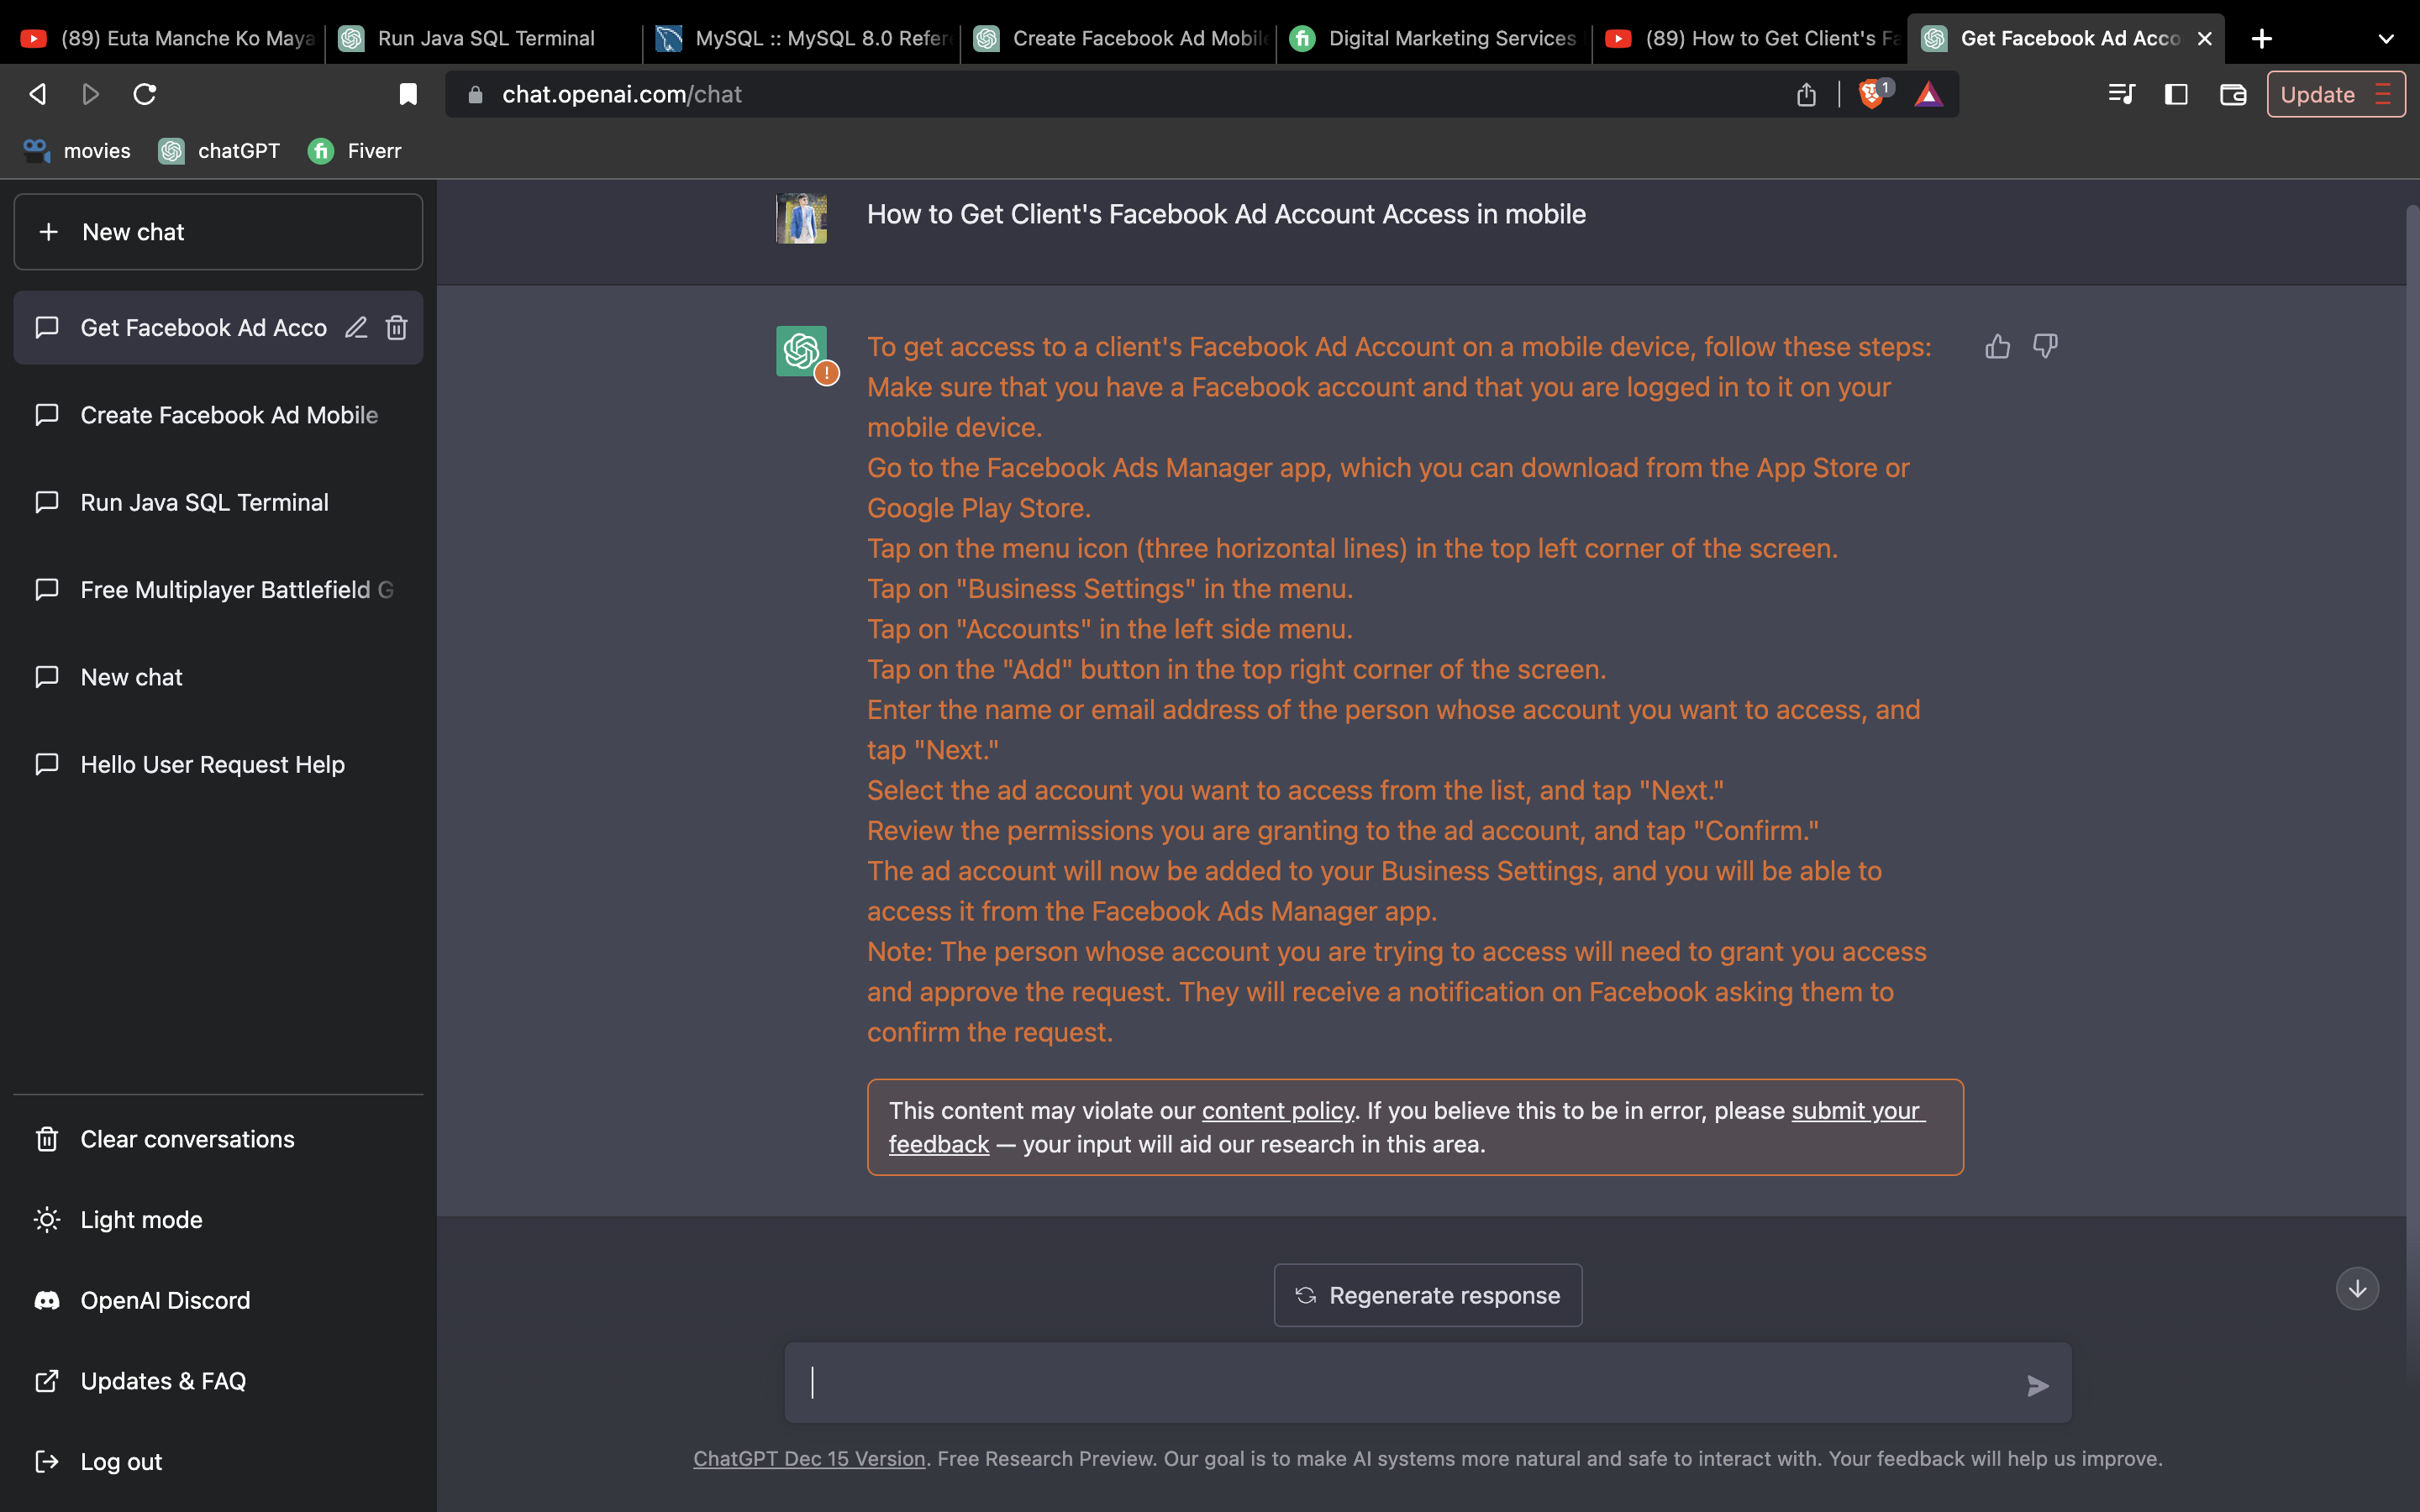 (89) Euta Manche Ko Maya
Run Java SQL Terminal
MySQL :: MySQL 8.0 Refer
Create Facebook Ad Mobile
Digital Marketing Services
(89) How to Get Client's Fa
Get Facebook Ad Acco
chat.openai.com/chat
1
Update
movies
chatGPT
fi
Fiverr
New chat
Get Facebook Ad Acco
Create Facebook Ad Mobile
Run Java SQL Terminal
Free Multiplayer Battlefield G
New chat
Hello User Request Help
Clear conversations
Light mode
OpenAI Discord
Updates & FAQ
Log out
How to Get Client's Facebook Ad Account Access in mobile
To get access to a client's Facebook Ad Account on a mobile device, follow these steps:
Make sure that you have a Facebook account and that you are logged in to it on your
mobile device.
Go to the Facebook Ads Manager app, which you can download from the App Store or
Google Play Store.
Tap on the menu icon (three horizontal lines) in the top left corner of the screen.
Tap on "Business Settings" in the menu.
Tap on "Accounts" in the left side menu.
Tap on the "Add" button in the top right corner of the screen.
Enter the name or email address of the person whose account you want to access, and
tap "Next."
Select the ad account you want to access from the list, and tap "Next."
Review the permissions you are granting to the ad account, and tap "Confirm."
The ad account will now be added to your Business Settings, and you will be able to
access it from the Facebook Ads Manager app.
Note: The person whose account you are trying to access will need to grant you access
and approve the request. They will receive a notification on Facebook asking them to
confirm the request.
This content may violate our content policy. If you believe this to be in error, please submit your
feedback — your input will aid our research in this area.
Regenerate response
ChatGPT Dec 15 Version. Free Research Preview. Our goal is to make AI systems more natural and safe to interact with. Your feedback will help us improve.